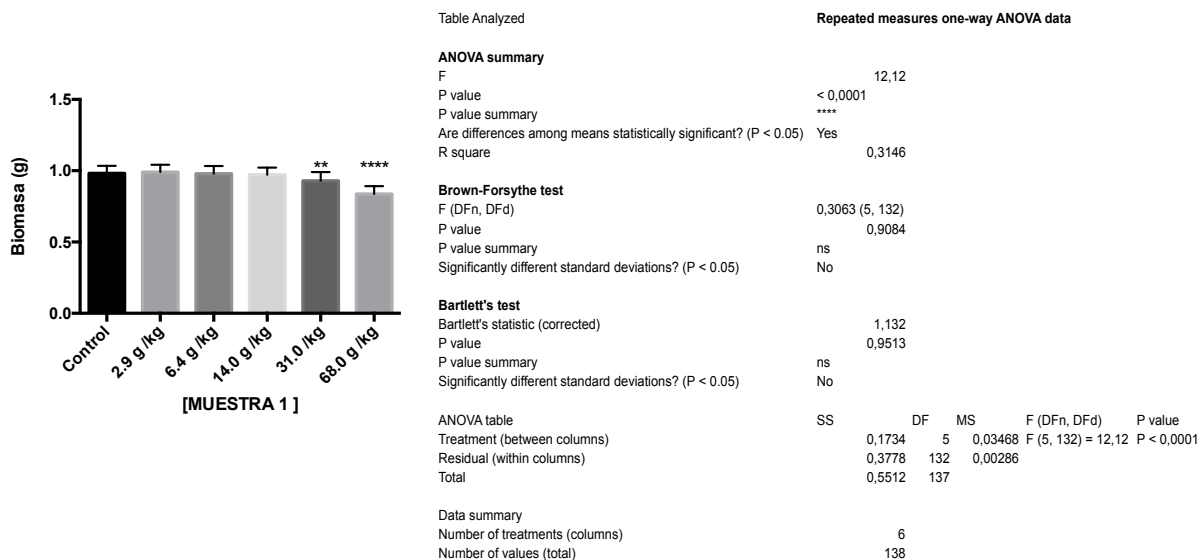 1.5
1.0
0.5
0.0
Biomasa (g)
** ****
Control
2.9 g /kg
6.4 g /kg
14.0 g /kg
31.0 /kg
68.0 g /kg
[MUESTRA 1 ]
Table Analyzed Repeated measures one-way ANOVA data
ANOVA summary
F 12,12
P value < 0,0001
P value summary ****
Are differences among means statistically significant? (P < 0.05) Yes
R square 0,3146
Brown-Forsythe test
F (DFn, DFd) 0,3063 (5, 132)
P value 0,9084
P value summary ns
Significantly different standard deviations? (P < 0.05) No
Bartlett's test
Bartlett's statistic (corrected) 1,132
P value 0,9513
P value summary ns
Significantly different standard deviations? (P < 0.05) No
ANOVA table SS DF MS F (DFn, DFd) P value
Treatment (between columns) 0,1734 5 0,03468 F (5, 132) = 12,12 P < 0,0001
Residual (within columns) 0,3778 132 0,00286
Total 0,5512 137
Data summary
Number of treatments (columns) 6
Number of values (total) 138